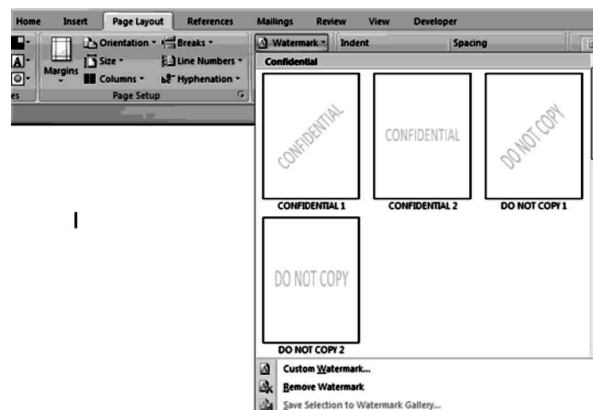 Home Insert Page Layout References Mailings Review View Developer
Orientation Breaks Watermark Indent Spacing
Margins Size Line Numbers
Columns Hyphenation
es Page Setup
Confidential
CONFIDENTIAL CONFIDENTIAL DO NOT COPY
CONFIDENTIAL 1 CONFIDENTIAL 2 DO NOT COPY 1
DO NOT COPY
DO NOT COPY 2
Custom Watermark...
Remove Watermark
Save Selection to Watermark Gallery...